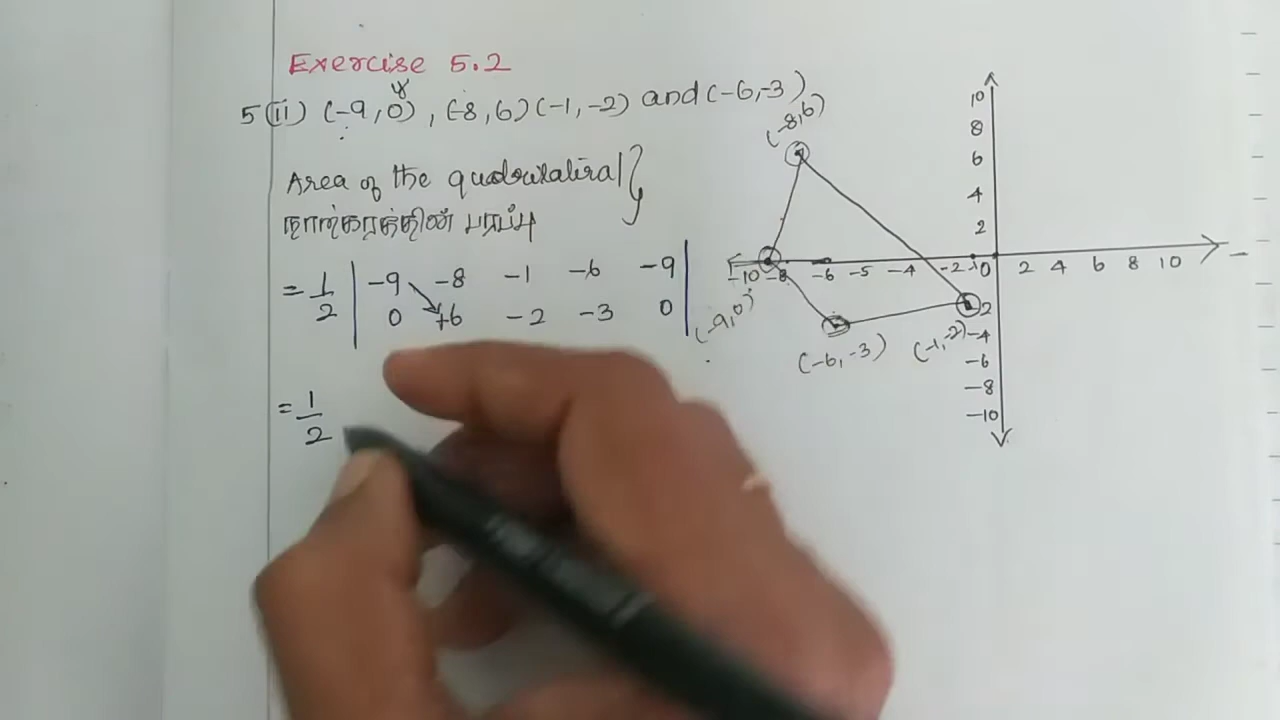 Exercise 5.2
5 (ii) (-9, 0), (-8, 6) (-1, -2) and (-6, -3)
Area of the quadrulatiral }
நாற்கரத்தின் பரப்பு
= 1/2 | -9 -8 -1 -6 -9 |
0 +6 -2 -3 0
= 1/2
10
8
6
4
2
(-8, 6)
-10 -8 -6 -5 -4 -2 0 2 4 6 8 10
(-9, 0)
(-6, -3)
(-1, -2)
-2
-4
-6
-8
-10